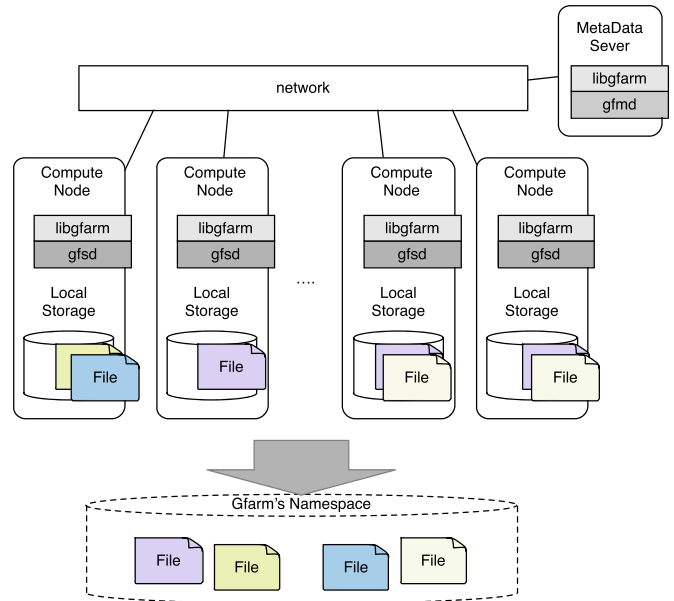 MetaData
Sever
libgfarm
gfmd
network
Compute
Node
libgfarm
gfsd
Local
Storage
File
Compute
Node
libgfarm
gfsd
Local
Storage
File
....
Compute
Node
libgfarm
gfsd
Local
Storage
File
Compute
Node
libgfarm
gfsd
Local
Storage
File
Gfarm's Namespace
File
File
File
File